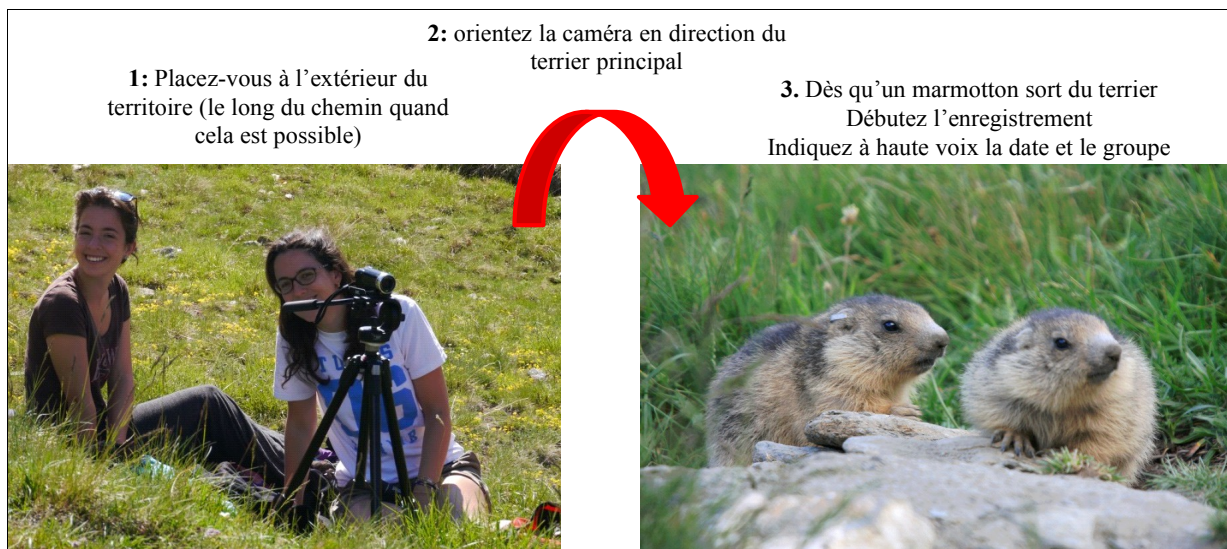 1: Placez-vous à l'extérieur du
territoire (le long du chemin quand
cela est possible)
2: orientez la caméra en direction du
terrier principal
3. Dès qu'un marmotton sort du terrier
Débutez l'enregistrement
Indiquez à haute voix la date et le groupe